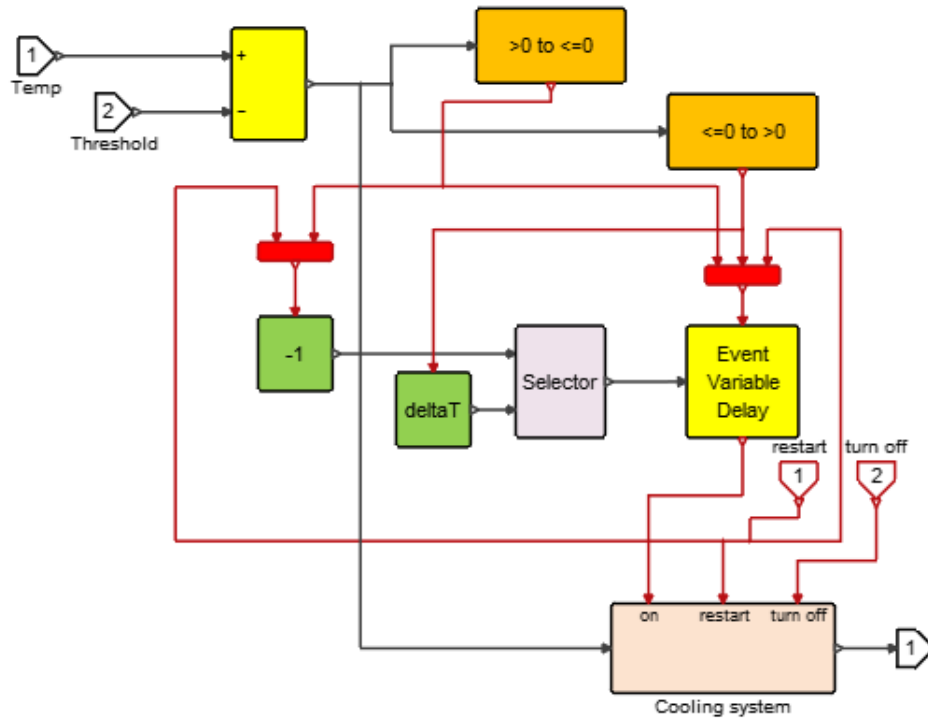 >0 to <=0
1
+
Temp
2
−
Threshold
<=0 to >0
-1
Selector
Event
Variable
Delay
deltaT
restart
turn off
1
2
on
restart
turn off
1
Cooling system